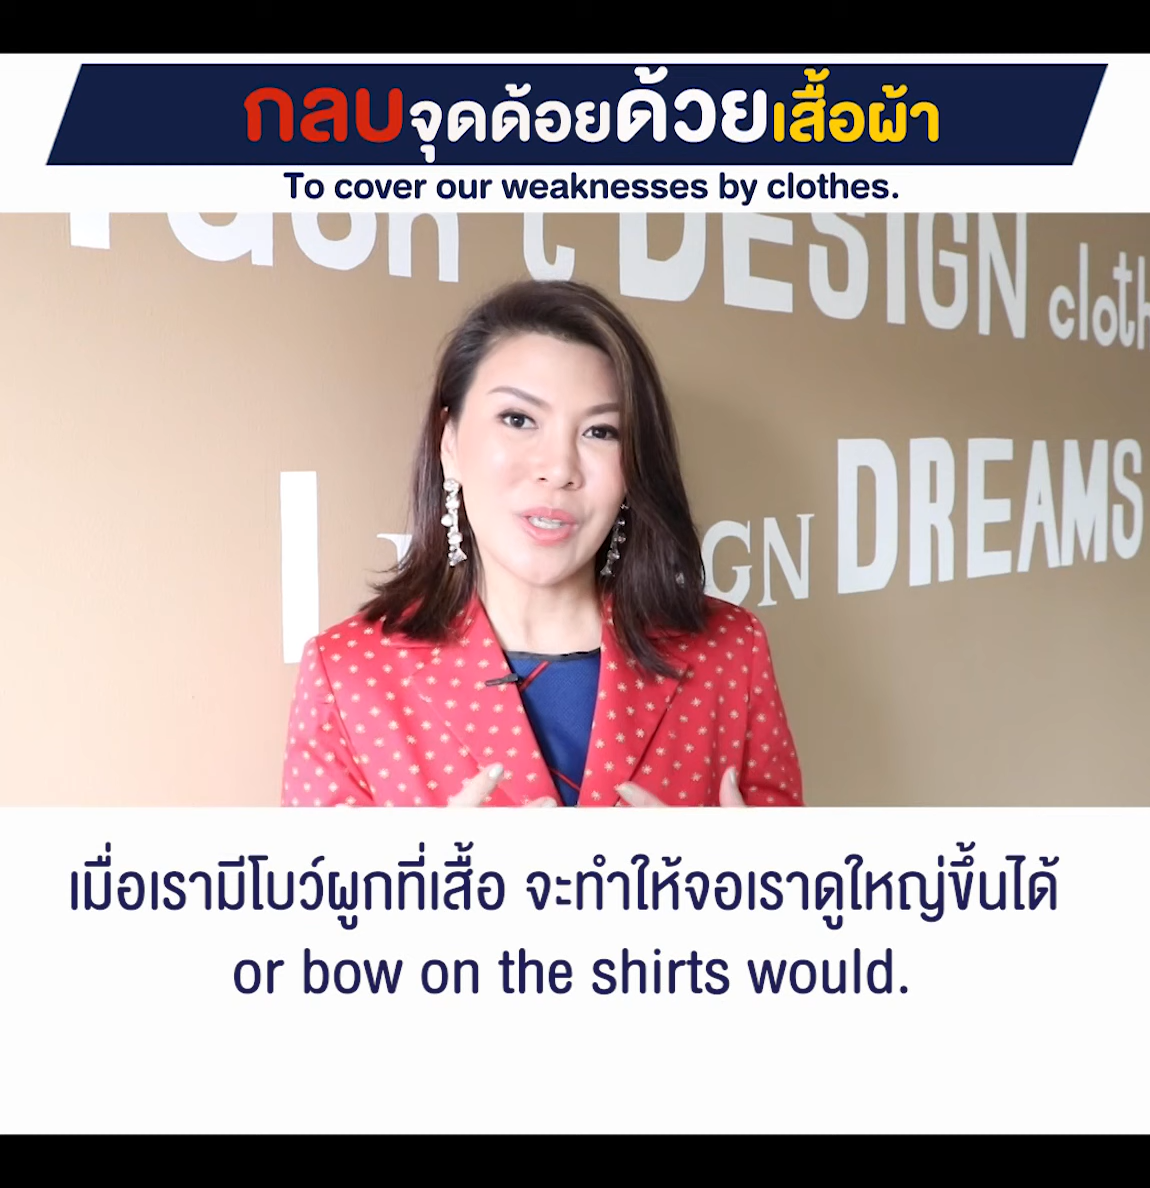 กลบจุดด้อยด้วยเสื้อผ้า
To cover our weaknesses by clothes.
DESIGN
DREAMS
เมื่อเรามีโบว์ผูกที่เสื้อ จะทำให้จอเราดูใหญ่ขึ้นได้
or bow on the shirts would.